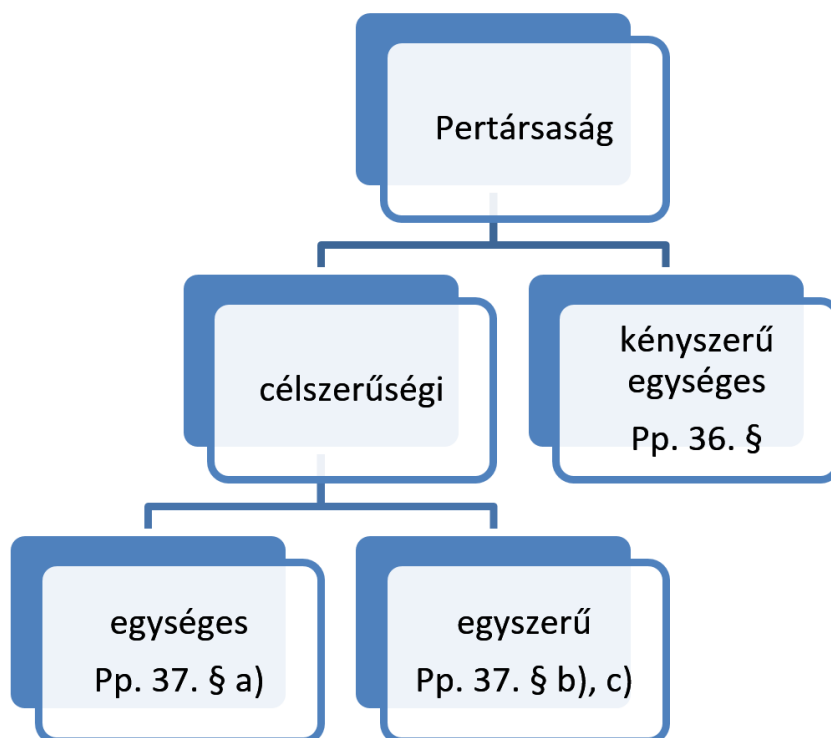 Pertársaság
célszerűségi
kényszerű
egységes
Pp. 36. §
egységes
Pp. 37. § a)
egyszerű
Pp. 37. § b), c)